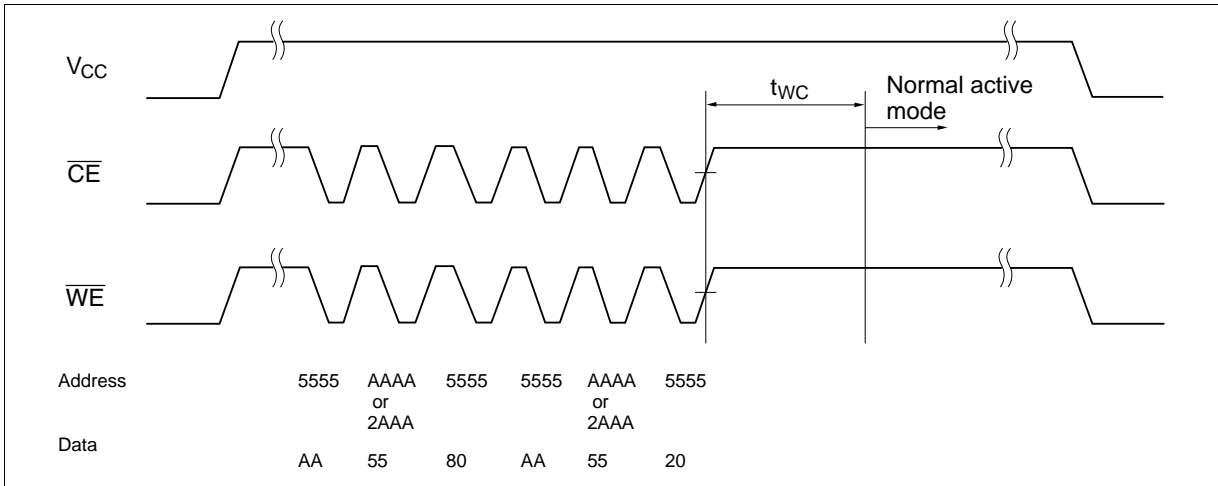 VCC
tWC
Normal active
mode
CE
WE
Address 5555 AAAA 5555 5555 AAAA 5555
or or
2AAA 2AAA
Data
AA 55 80 AA 55 20